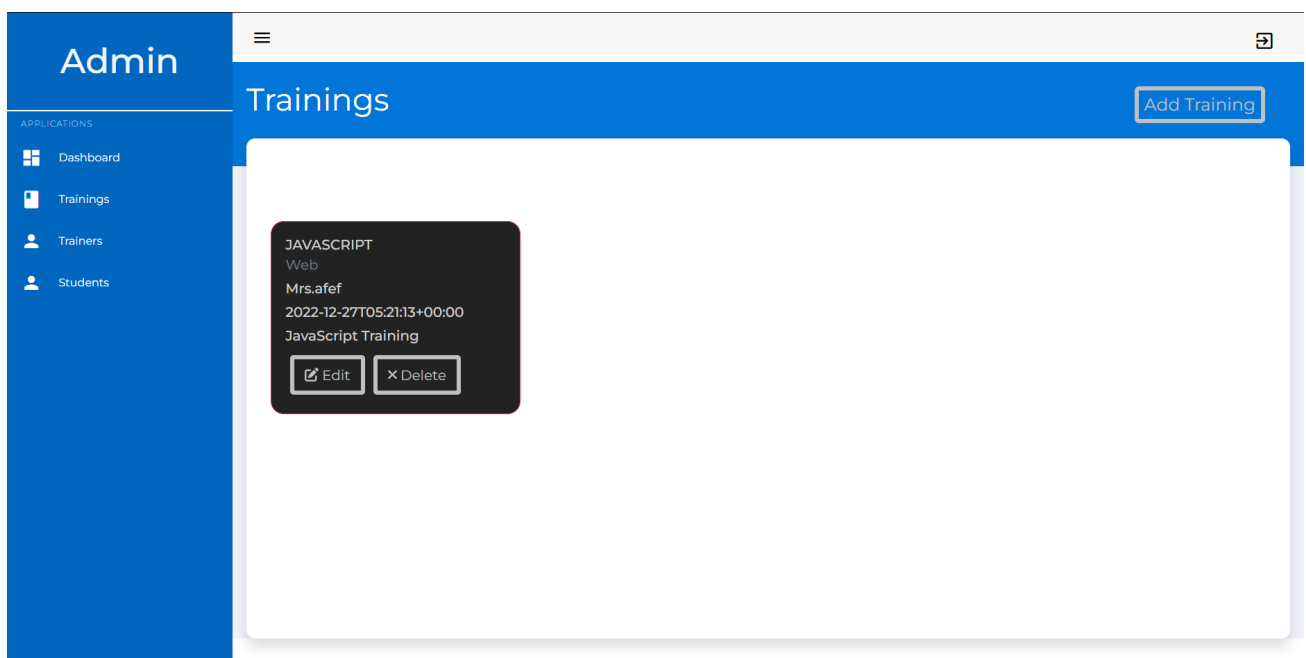 Admin
APPLICATIONS
Dashboard
Trainings
Trainers
Students
Trainings
Add Training
JAVASCRIPT
Web
Mrs.afef
2022-12-27T05:21:13+00:00
JavaScript Training
Edit Delete